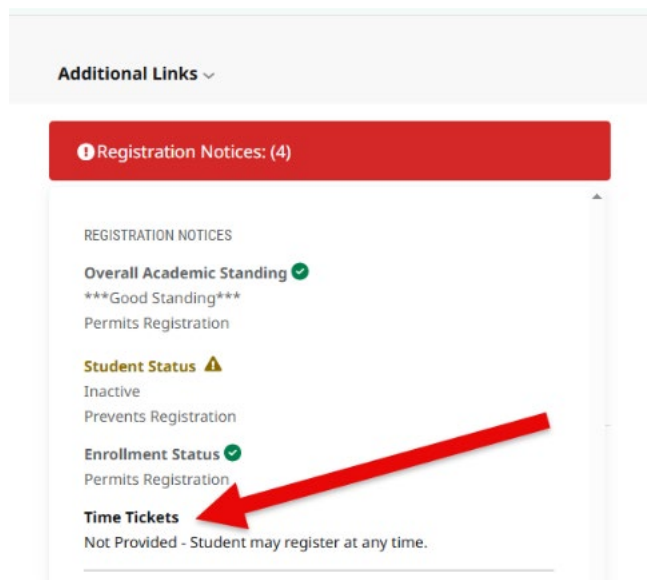 Additional Links
Registration Notices: (4)
REGISTRATION NOTICES
Overall Academic Standing
***Good Standing***
Permits Registration
Student Status
Inactive
Prevents Registration
Enrollment Status
Permits Registration
Time Tickets
Not Provided - Student may register at any time.